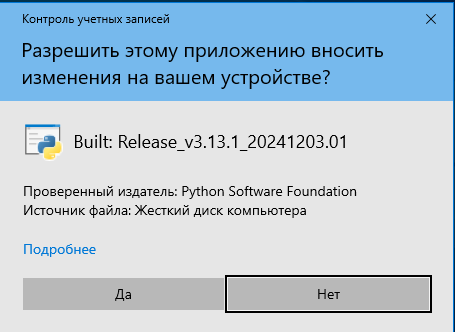 Контроль учетных записей
Разрешить этому приложению вносить
изменения на вашем устройстве?
Built: Release_v3.13.1_20241203.01
Проверенный издатель: Python Software Foundation
Источник файла: Жесткий диск компьютера
Подробнее
Да
Нет